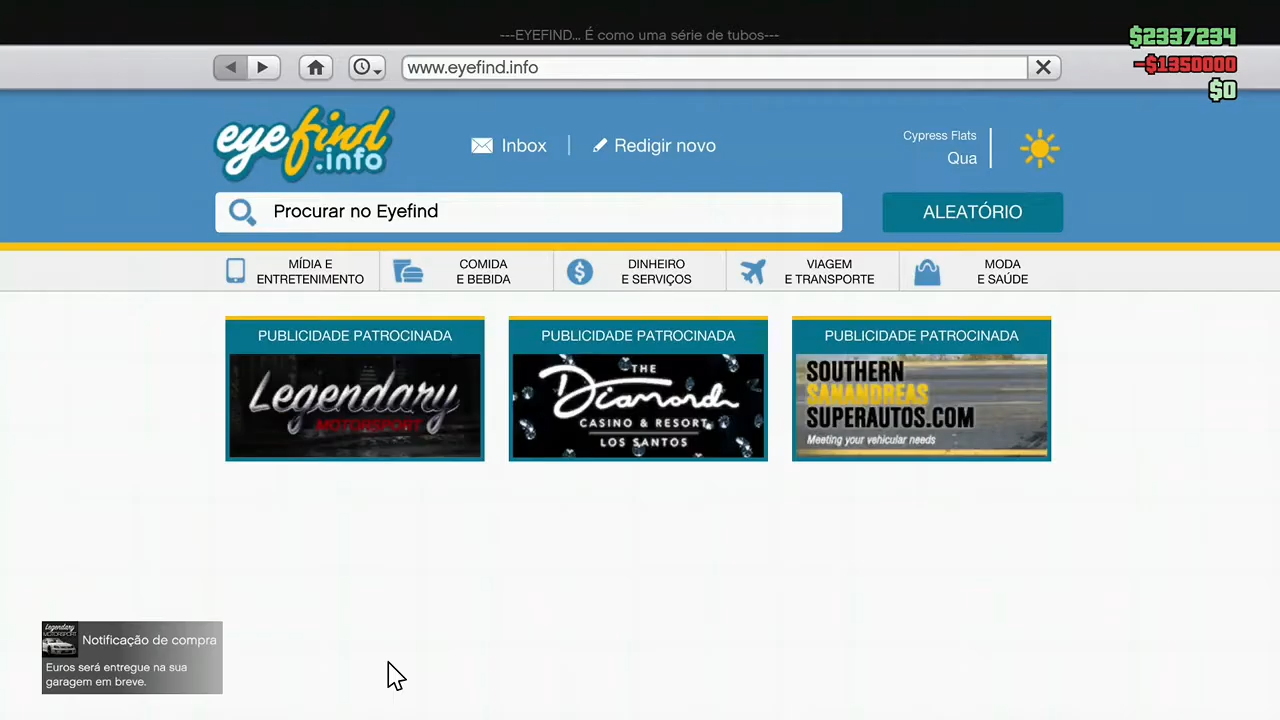 ---EYEFIND... É como uma série de tubos---
$2337234
-$1350000
$0
www.eyefind.info
eyefind
.info
Inbox
Redigir novo
Cypress Flats
Qua
Procurar no Eyefind
ALEATÓRIO
MÍDIA E
ENTRETENIMENTO
COMIDA
E BEBIDA
DINHEIRO
E SERVIÇOS
VIAGEM
E TRANSPORTE
MODA
E SAÚDE
PUBLICIDADE PATROCINADA
Legendary
MOTORSPORT
PUBLICIDADE PATROCINADA
THE
Diamond
CASINO & RESORT
LOS SANTOS
PUBLICIDADE PATROCINADA
SOUTHERN
SANANDREAS
SUPERAUTOS.COM
Meeting your vehicular needs
Legendary
MOTORSPORT
Notificação de compra
Euros será entregue na sua
garagem em breve.